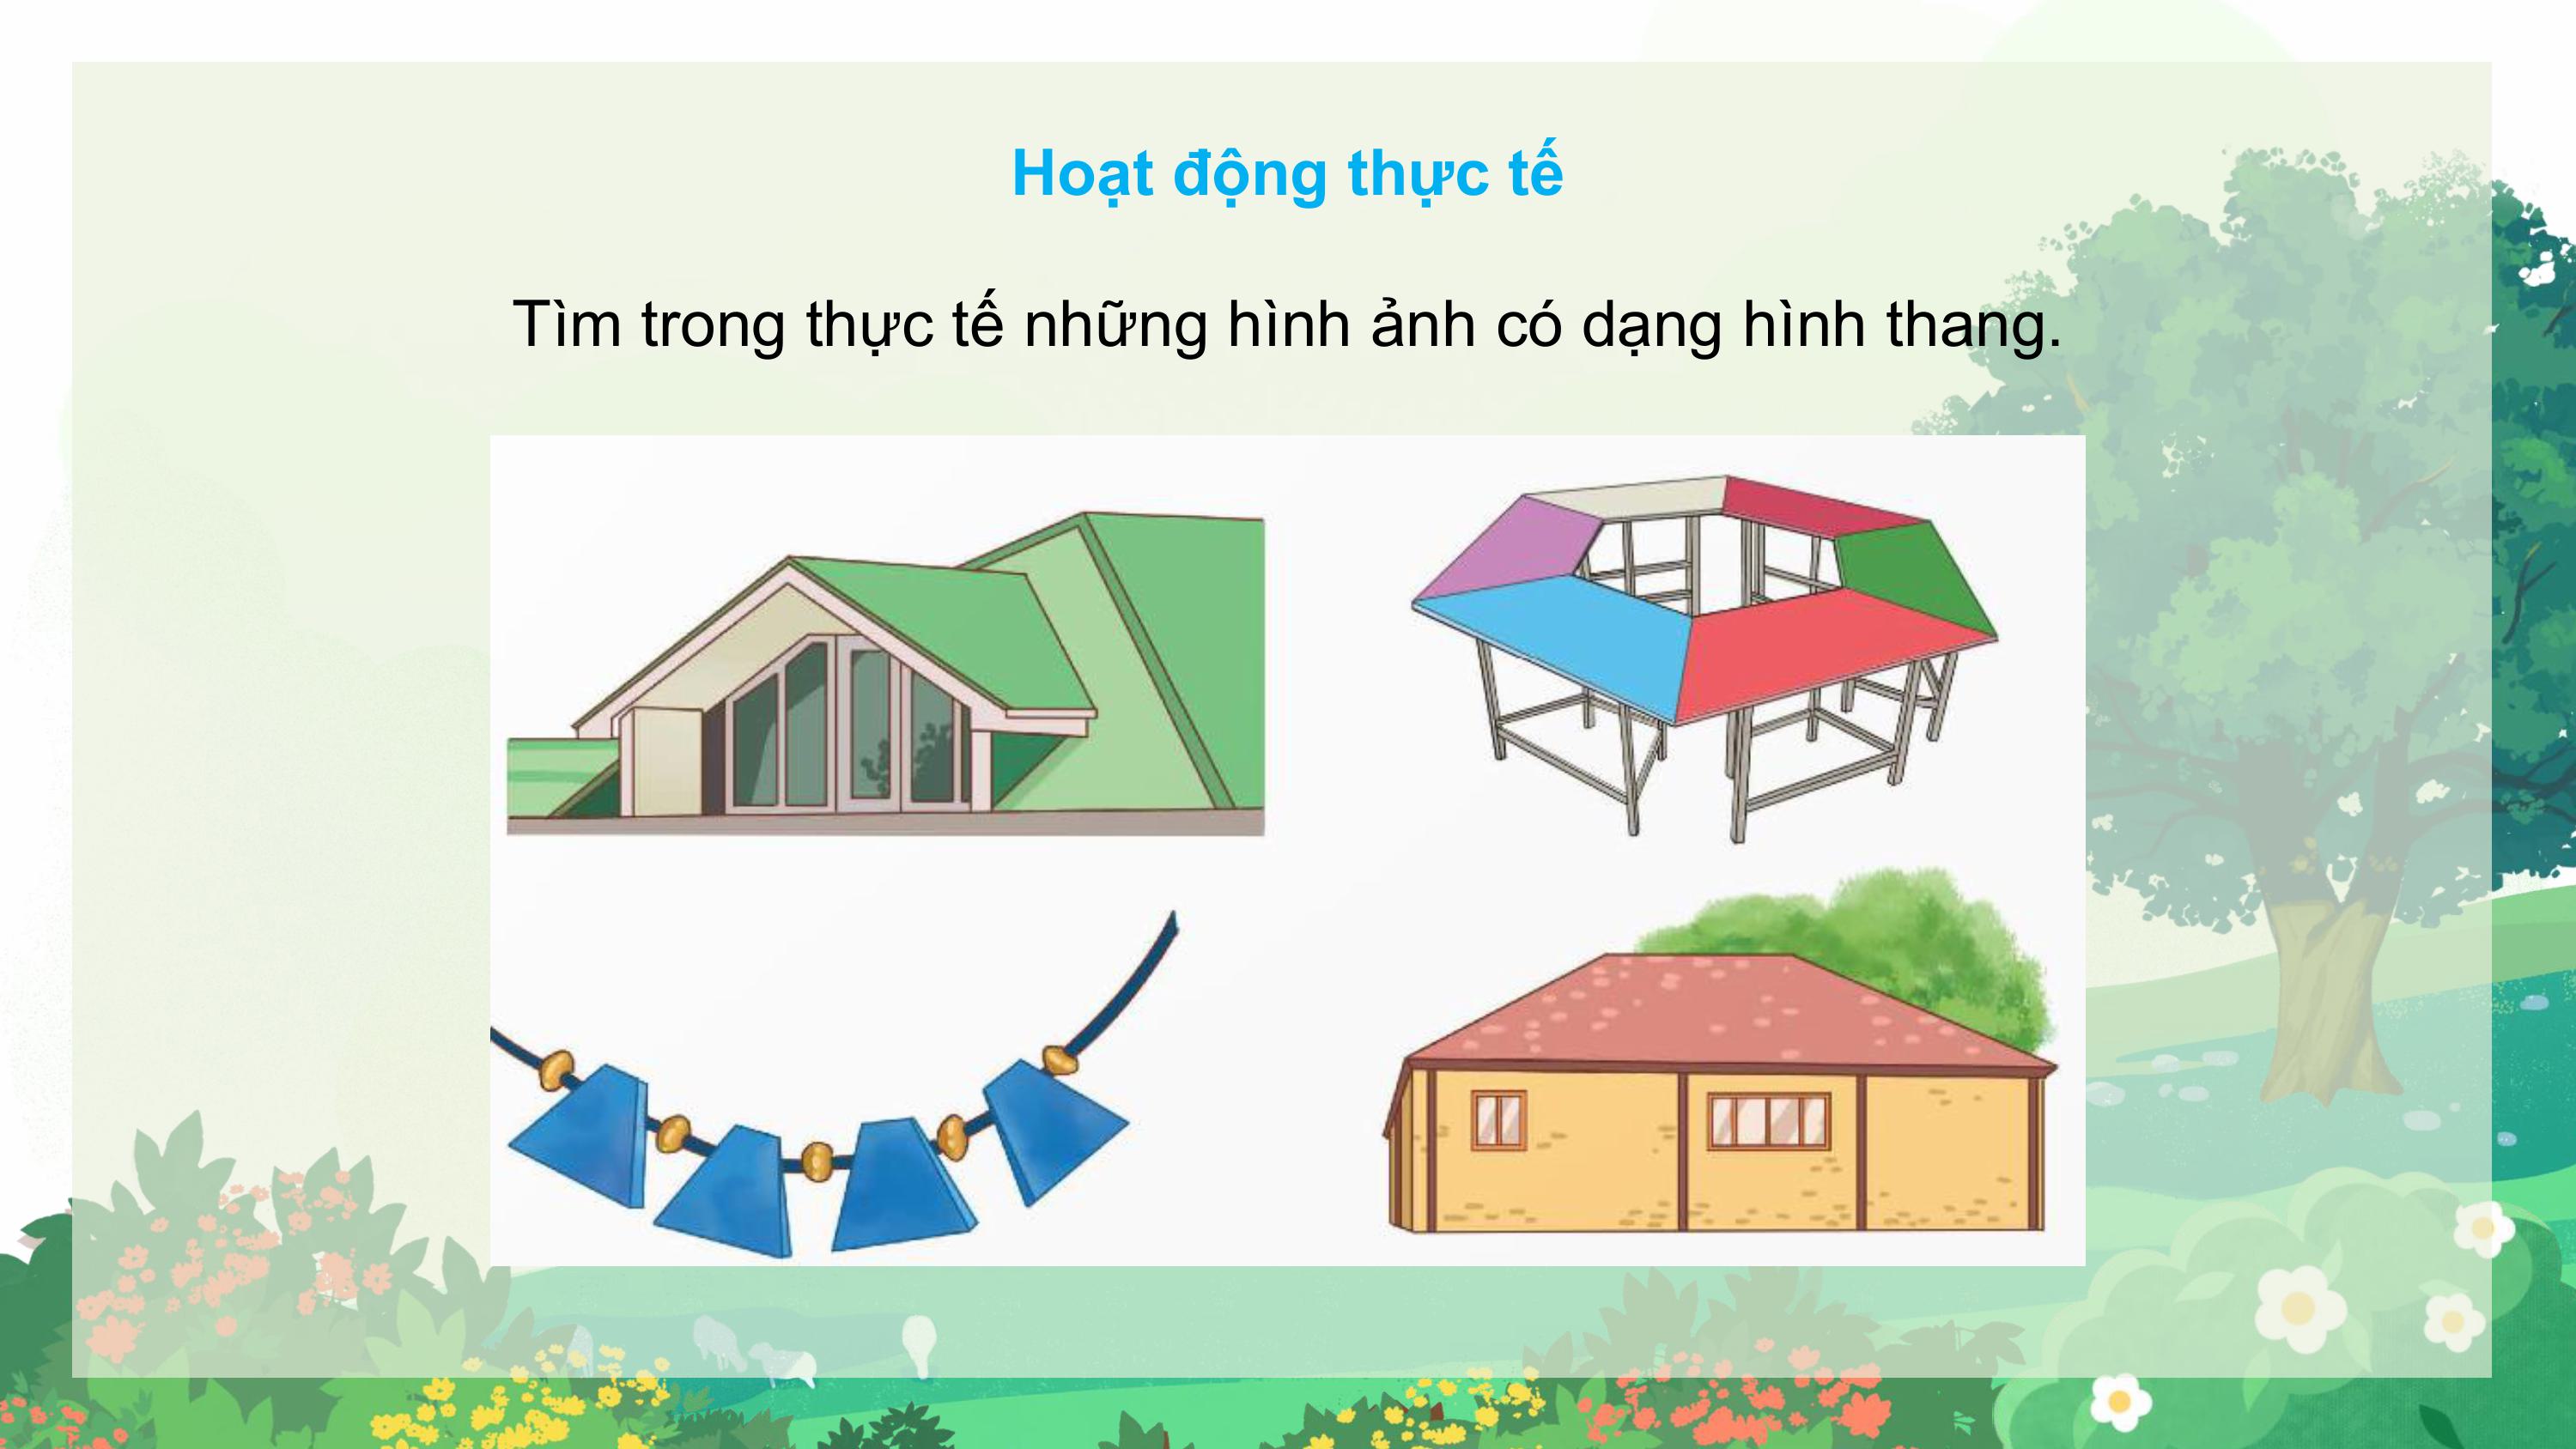 Hoạt động thực tế
Tìm trong thực tế những hình ảnh có dạng hình thang.